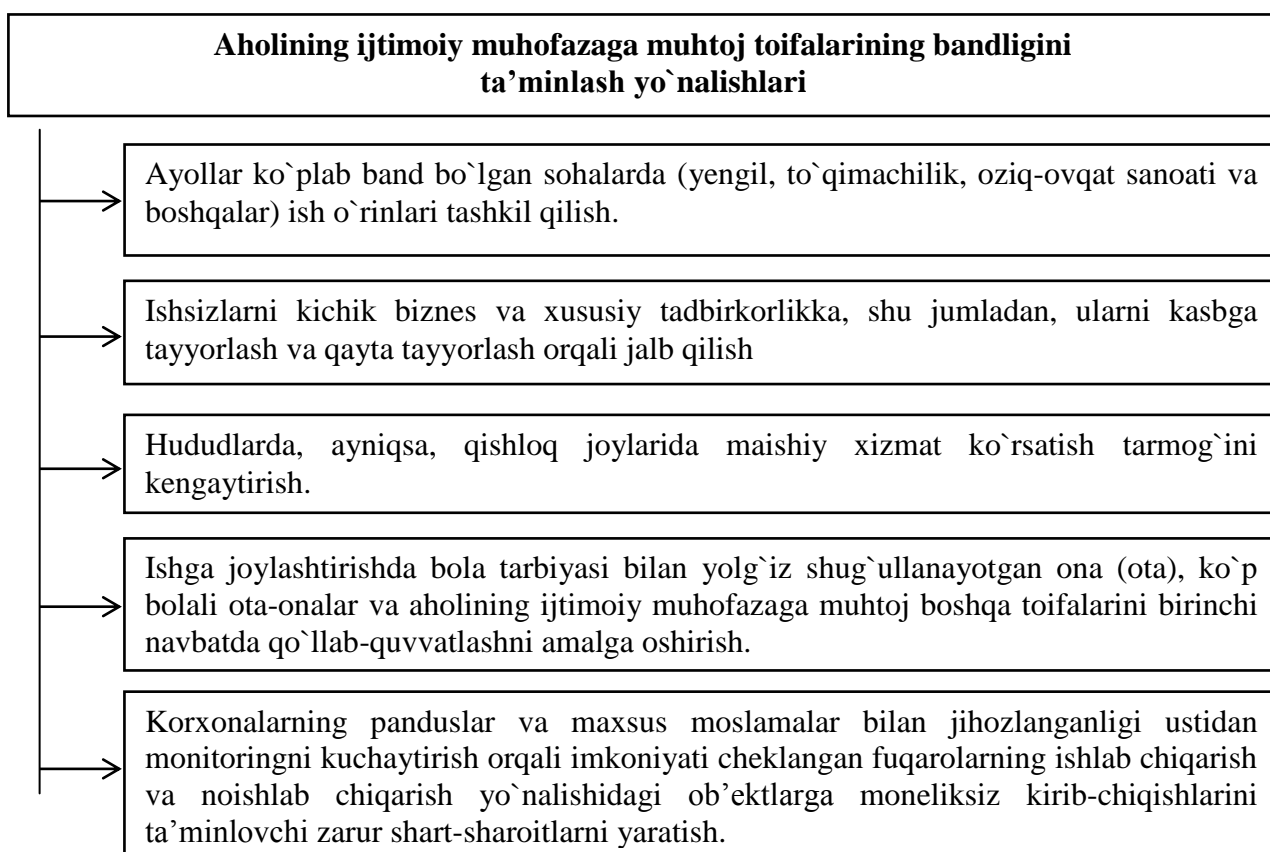 Aholining ijtimoiy muhofazaga muhtoj toifalarining bandligini
ta’minlash yo`nalishlari
Ayollar ko`plab band bo`lgan sohalarda (yengil, to`qimachilik, oziq-ovqat sanoati va
boshqalar) ish o`rinlari tashkil qilish.
Ishsizlarni kichik biznes va xususiy tadbirkorlikka, shu jumladan, ularni kasbga
tayyorlash va qayta tayyorlash orqali jalb qilish
Hududlarda, ayniqsa, qishloq joylarida maishiy xizmat ko`rsatish tarmog`ini
kengaytirish.
Ishga joylashtirishda bola tarbiyasi bilan yolg`iz shug`ullanayotgan ona (ota), ko`p
bolali ota-onalar va aholining ijtimoiy muhofazaga muhtoj boshqa toifalarini birinchi
navbatda qo`llab-quvvatlashni amalga oshirish.
Korxonalarning panduslar va maxsus moslamalar bilan jihozlanganligi ustidan
monitoringni kuchaytirish orqali imkoniyati cheklangan fuqarolarning ishlab chiqarish
va noishlab chiqarish yo`nalishidagi ob’ektlarga moneliksiz kirib-chiqishlarini
ta’minlovchi zarur shart-sharoitlarni yaratish.